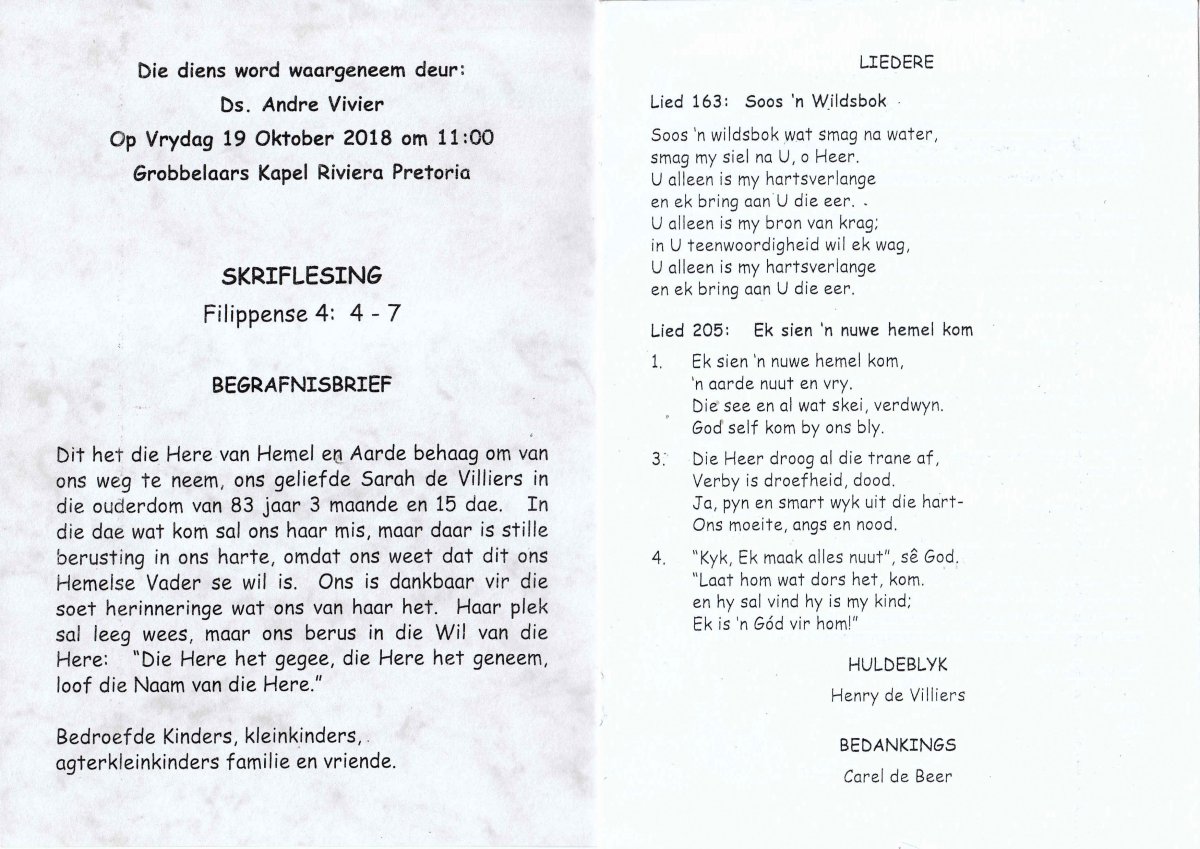 Die diens word waargeneem deur:
Ds. Andre Vivier
Op Vrydag 19 Oktober 2018 om 11:00
Grobbelaars Kapel Riviera Pretoria
SKRIFLESING
Filippense 4: 4 - 7
BEGRAFNISBRIEF
Dit het die Here van Hemel en Aarde behaag om van
ons weg te neem, ons geliefde Sarah de Villiers in
die ouderdom van 83 jaar 3 maande en 15 dae. In
die dae wat kom sal ons haar mis, maar daar is stille
berusting in ons harte, omdat ons weet dat dit ons
Hemelse Vader se wil is. Ons is dankbaar vir die
soet herinneringe wat ons van haar het. Haar plek
sal leeg wees, maar ons berus in die Wil van die
Here: "Die Here het gegee, die Here het geneem,
loof die Naam van die Here."
Bedroefde Kinders, kleinkinders,
agterkleinkinders familie en vriende.
LIEDERE
Lied 163: Soos 'n Wildsbok
Soos 'n wildsbok wat smag na water,
smag my siel na U, o Heer.
U alleen is my hartsverlange
en ek bring aan U die eer.
U alleen is my bron van krag;
in U teenwoordigheid wil ek wag,
U alleen is my hartsverlange
en ek bring aan U die eer.
Lied 205: Ek sien 'n nuwe hemel kom
1. Ek sien 'n nuwe hemel kom,
'n aarde nuut en vry.
Die see en al wat skei, verdwyn.
God self kom by ons bly.
3. Die Heer droog al die trane af,
Verby is droefheid, dood.
Ja, pyn en smart wyk uit die hart-
Ons moeite, angs en nood.
4. "Kyk, Ek maak alles nuut", sê God.
"Laat hom wat dors het, kom.
en hy sal vind hy is my kind;
Ek is 'n Gód vir hom!"
HULDEBLYK
Henry de Villiers
BEDANKINGS
Carel de Beer